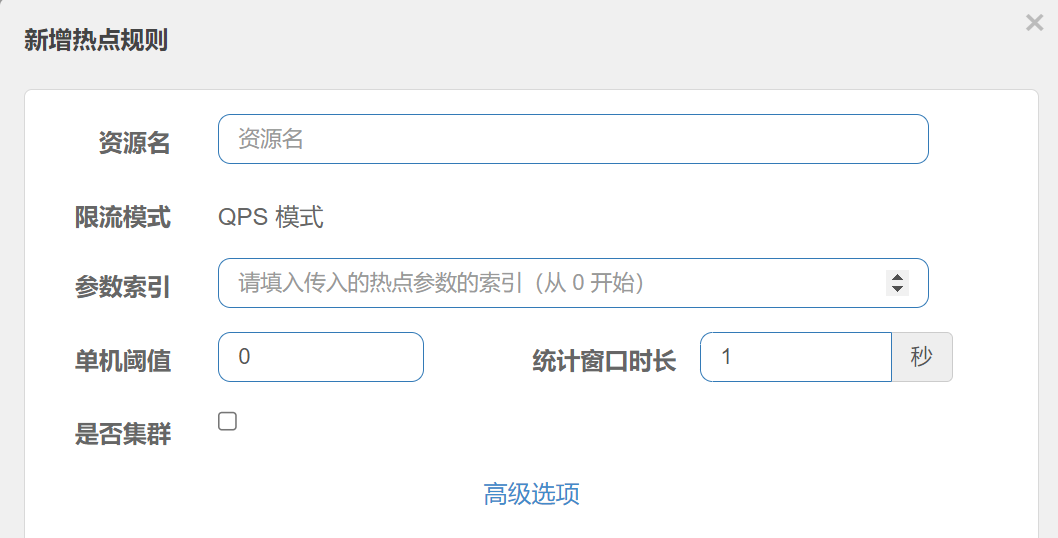 新增热点规则
×
资源名 资源名
限流模式 QPS 模式
参数索引 请填入传入的热点参数的索引（从 0 开始）
单机阈值 0 统计窗口时长 1 秒
是否集群
高级选项